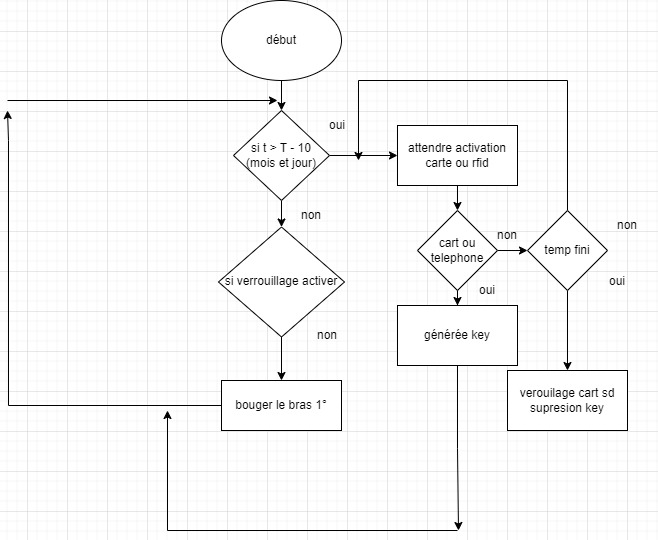 début
oui
si t > T - 10
(mois et jour)
attendre activation
carte ou rfid
non
cart ou
telephone
non
temp fini
non
oui
oui
si verrouillage activer
non
générée key
bouger le bras 1°
verouilage cart sd
supresion key